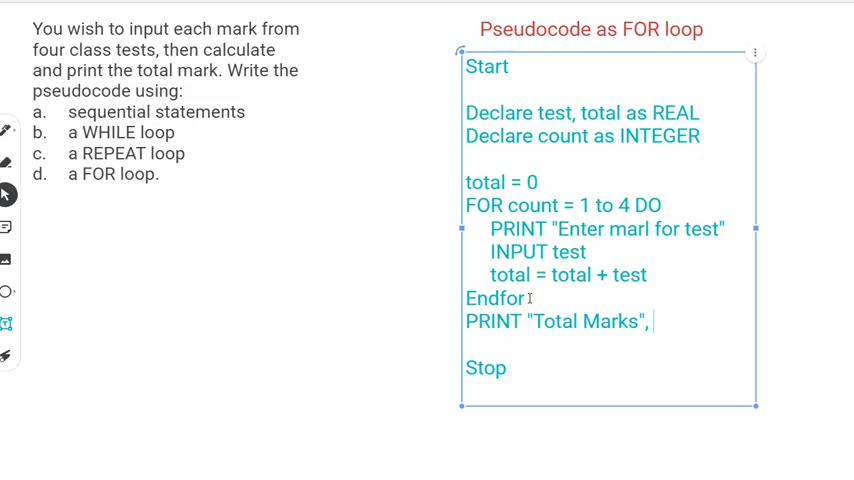 You wish to input each mark from
four class tests, then calculate
and print the total mark. Write the
pseudocode using:
a. sequential statements
b. a WHILE loop
c. a REPEAT loop
d. a FOR loop.
Pseudocode as FOR loop
Start
Declare test, total as REAL
Declare count as INTEGER
total = 0
FOR count = 1 to 4 DO
PRINT "Enter marl for test"
INPUT test
total = total + test
Endfor
PRINT "Total Marks",
Stop